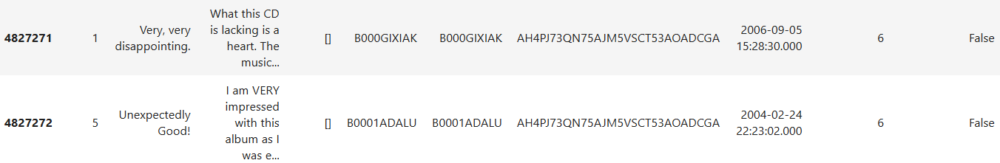 What this CD
is lacking is a
heart. The
music...
Very, very
disappointing.
4827271 1 [] B000GIXIAK B000GIXIAK AH4PJ73QN75AJM5VSCT53AOADCGA 6 False
2006-09-05
15:28:30.000
I am VERY
impressed
with this
album as I
was e...
Unexpectedly
Good!
4827272 5 [] B0001ADALU B0001ADALU AH4PJ73QN75AJM5VSCT53AOADCGA 6 False
2004-02-24
22:23:02.000